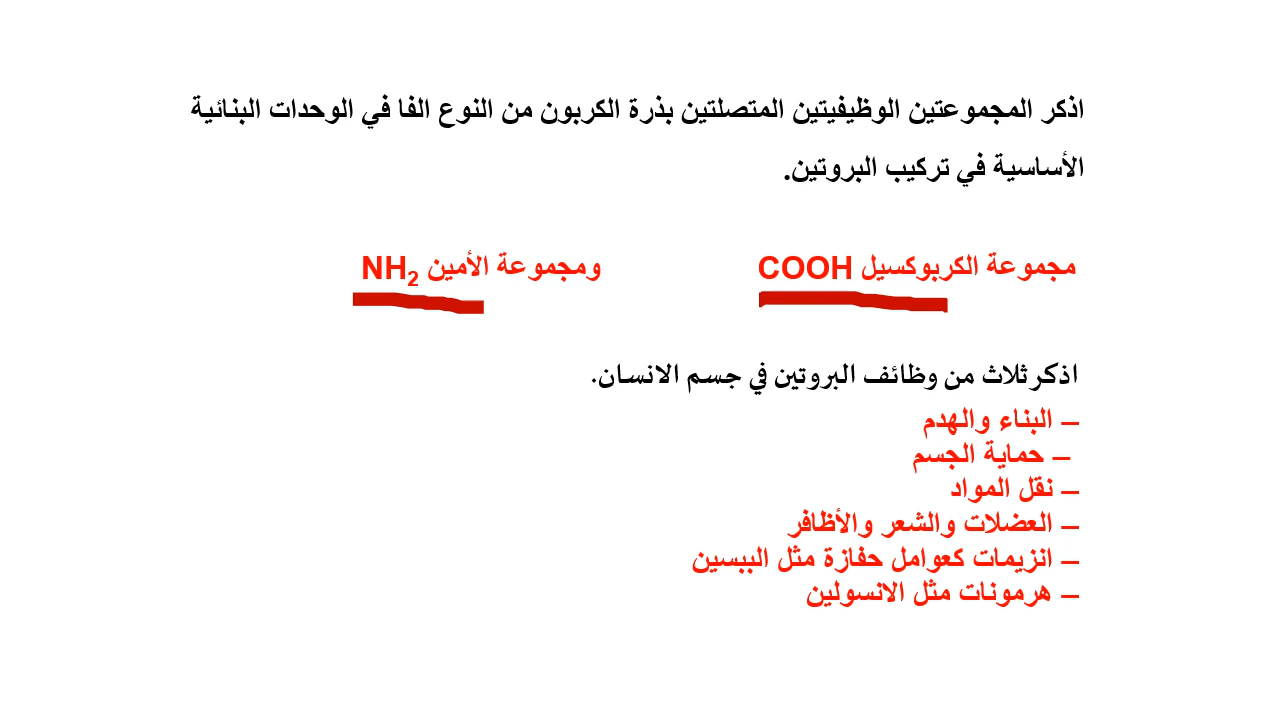 اذكر المجموعتين الوظيفيتين المتصلتين بذرة الكربون من النوع الفا في الوحدات البنائية
الأساسية في تركيب البروتين.
مجموعة الكربوكسيل COOH ومجموعة الأمين NH₂
اذكر ثلاث من وظائف البروتين في جسم الانسان.
– البناء والهدم
– حماية الجسم
– نقل المواد
– العضلات والشعر والأظافر
– انزيمات كعوامل حفازة مثل الببسين
– هرمونات مثل الانسولين